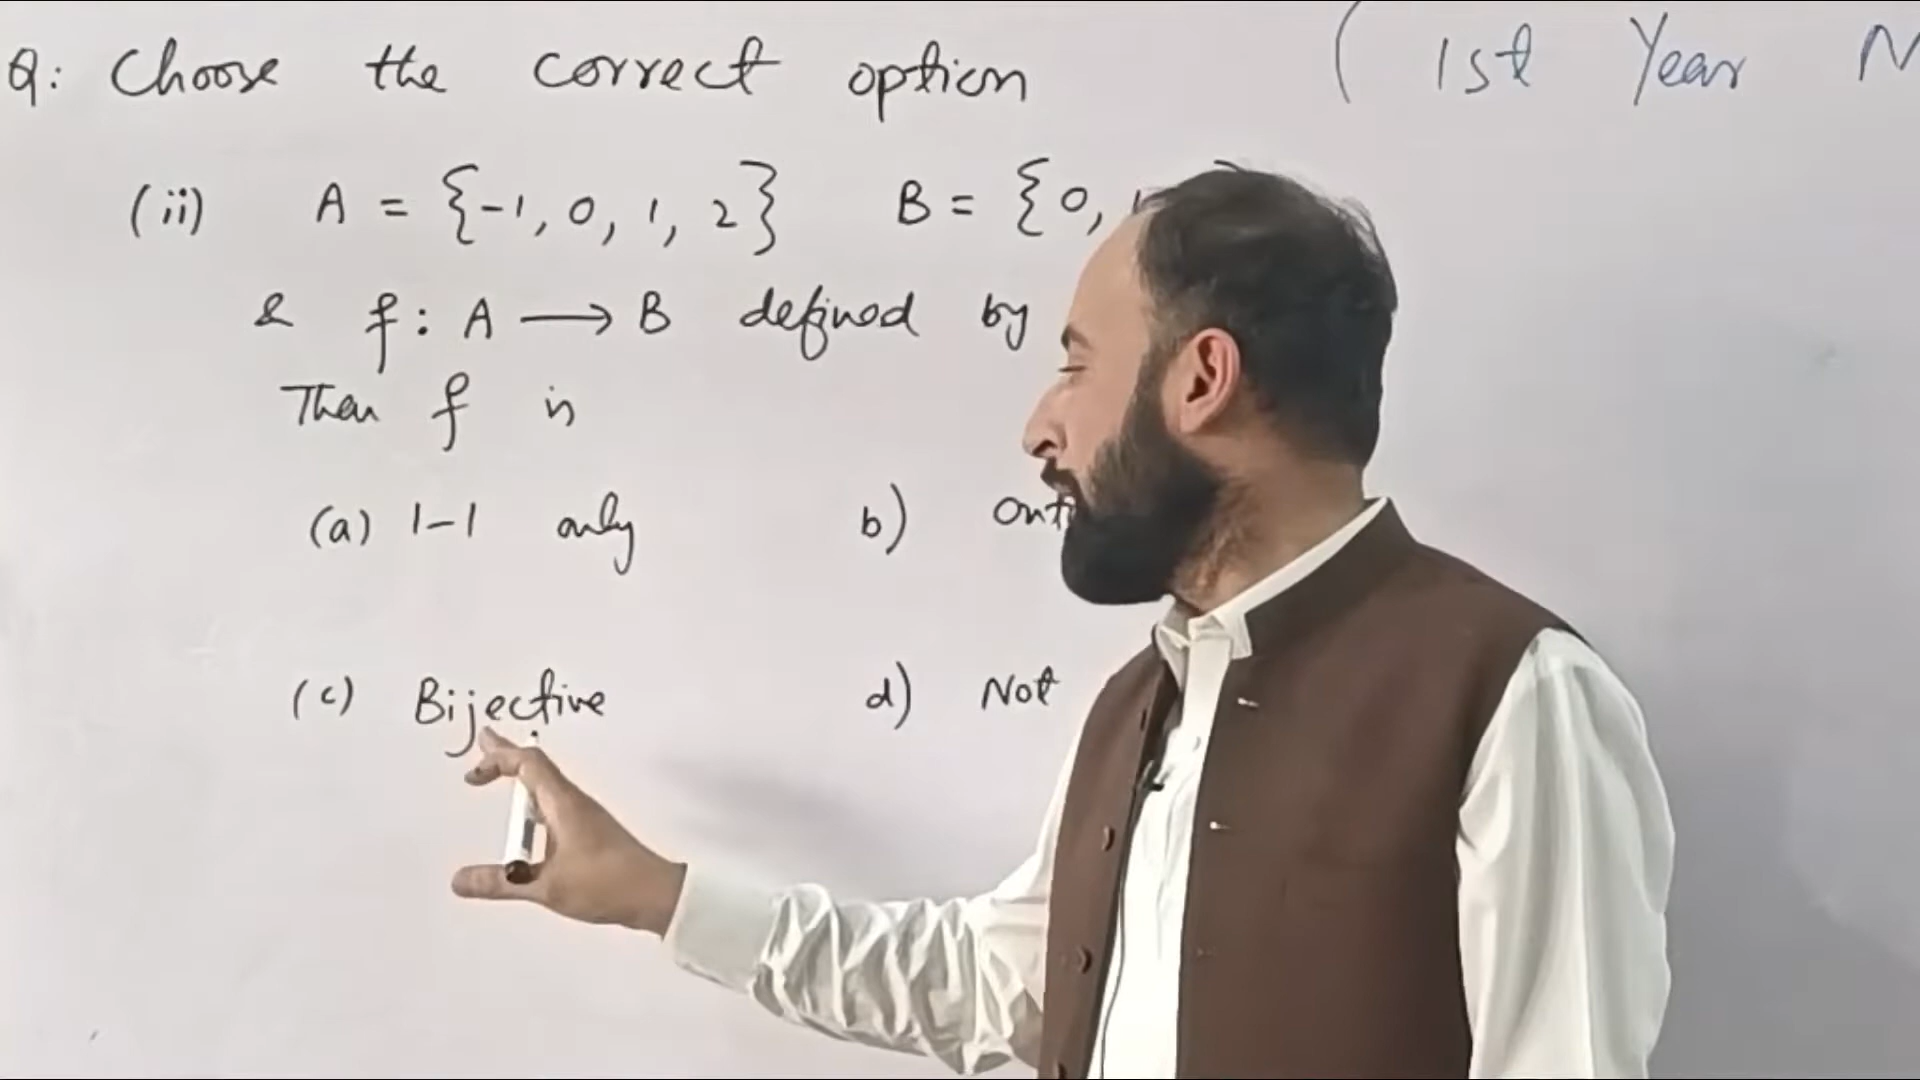 Q: Choose the correct option ( 1st Year
(ii) A = {-1, 0, 1, 2} B = {0,
& f: A → B defined by
Then f is
(a) 1-1 only b)
(c) Bijective d) Not